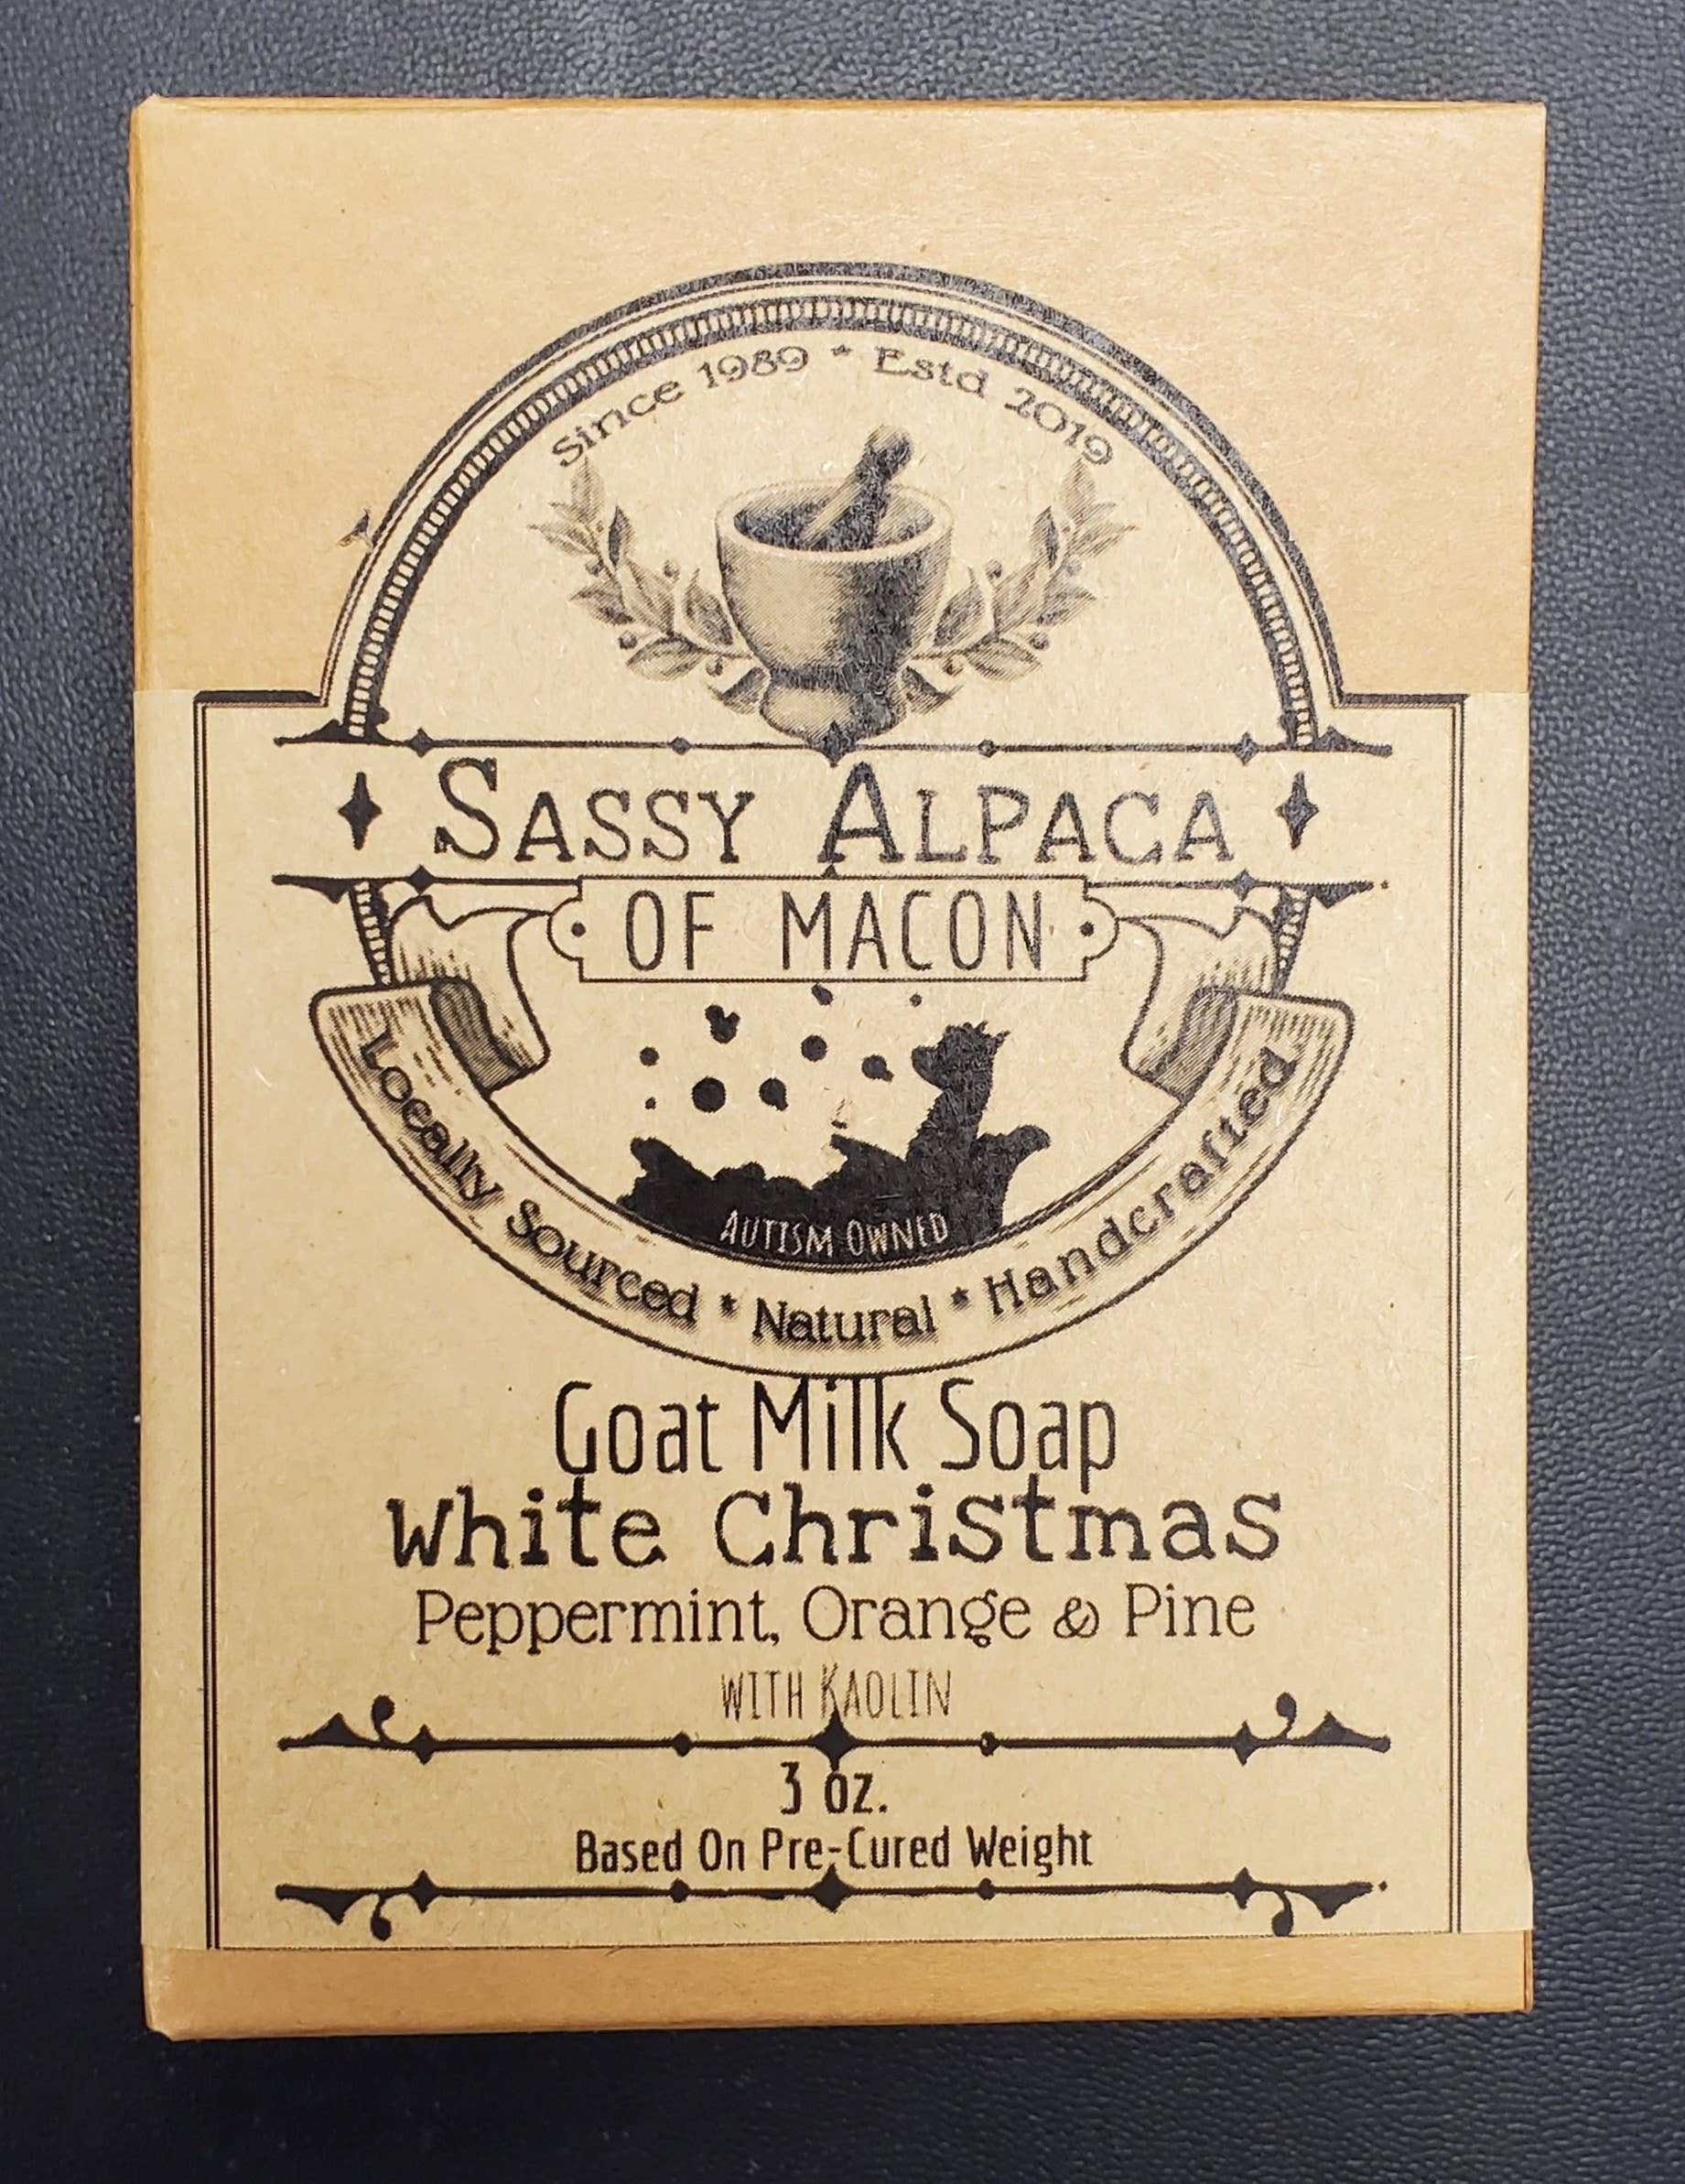 Since 1989 * Estd 2019
SASSY ALPACA
OF MACON
AUTISM OWNED
Locally Sourced * Natural * Handcrafted
Goat Milk Soap
White Christmas
Peppermint, Orange & Pine
WITH KAOLIN
3 oz.
Based On Pre-Cured Weight